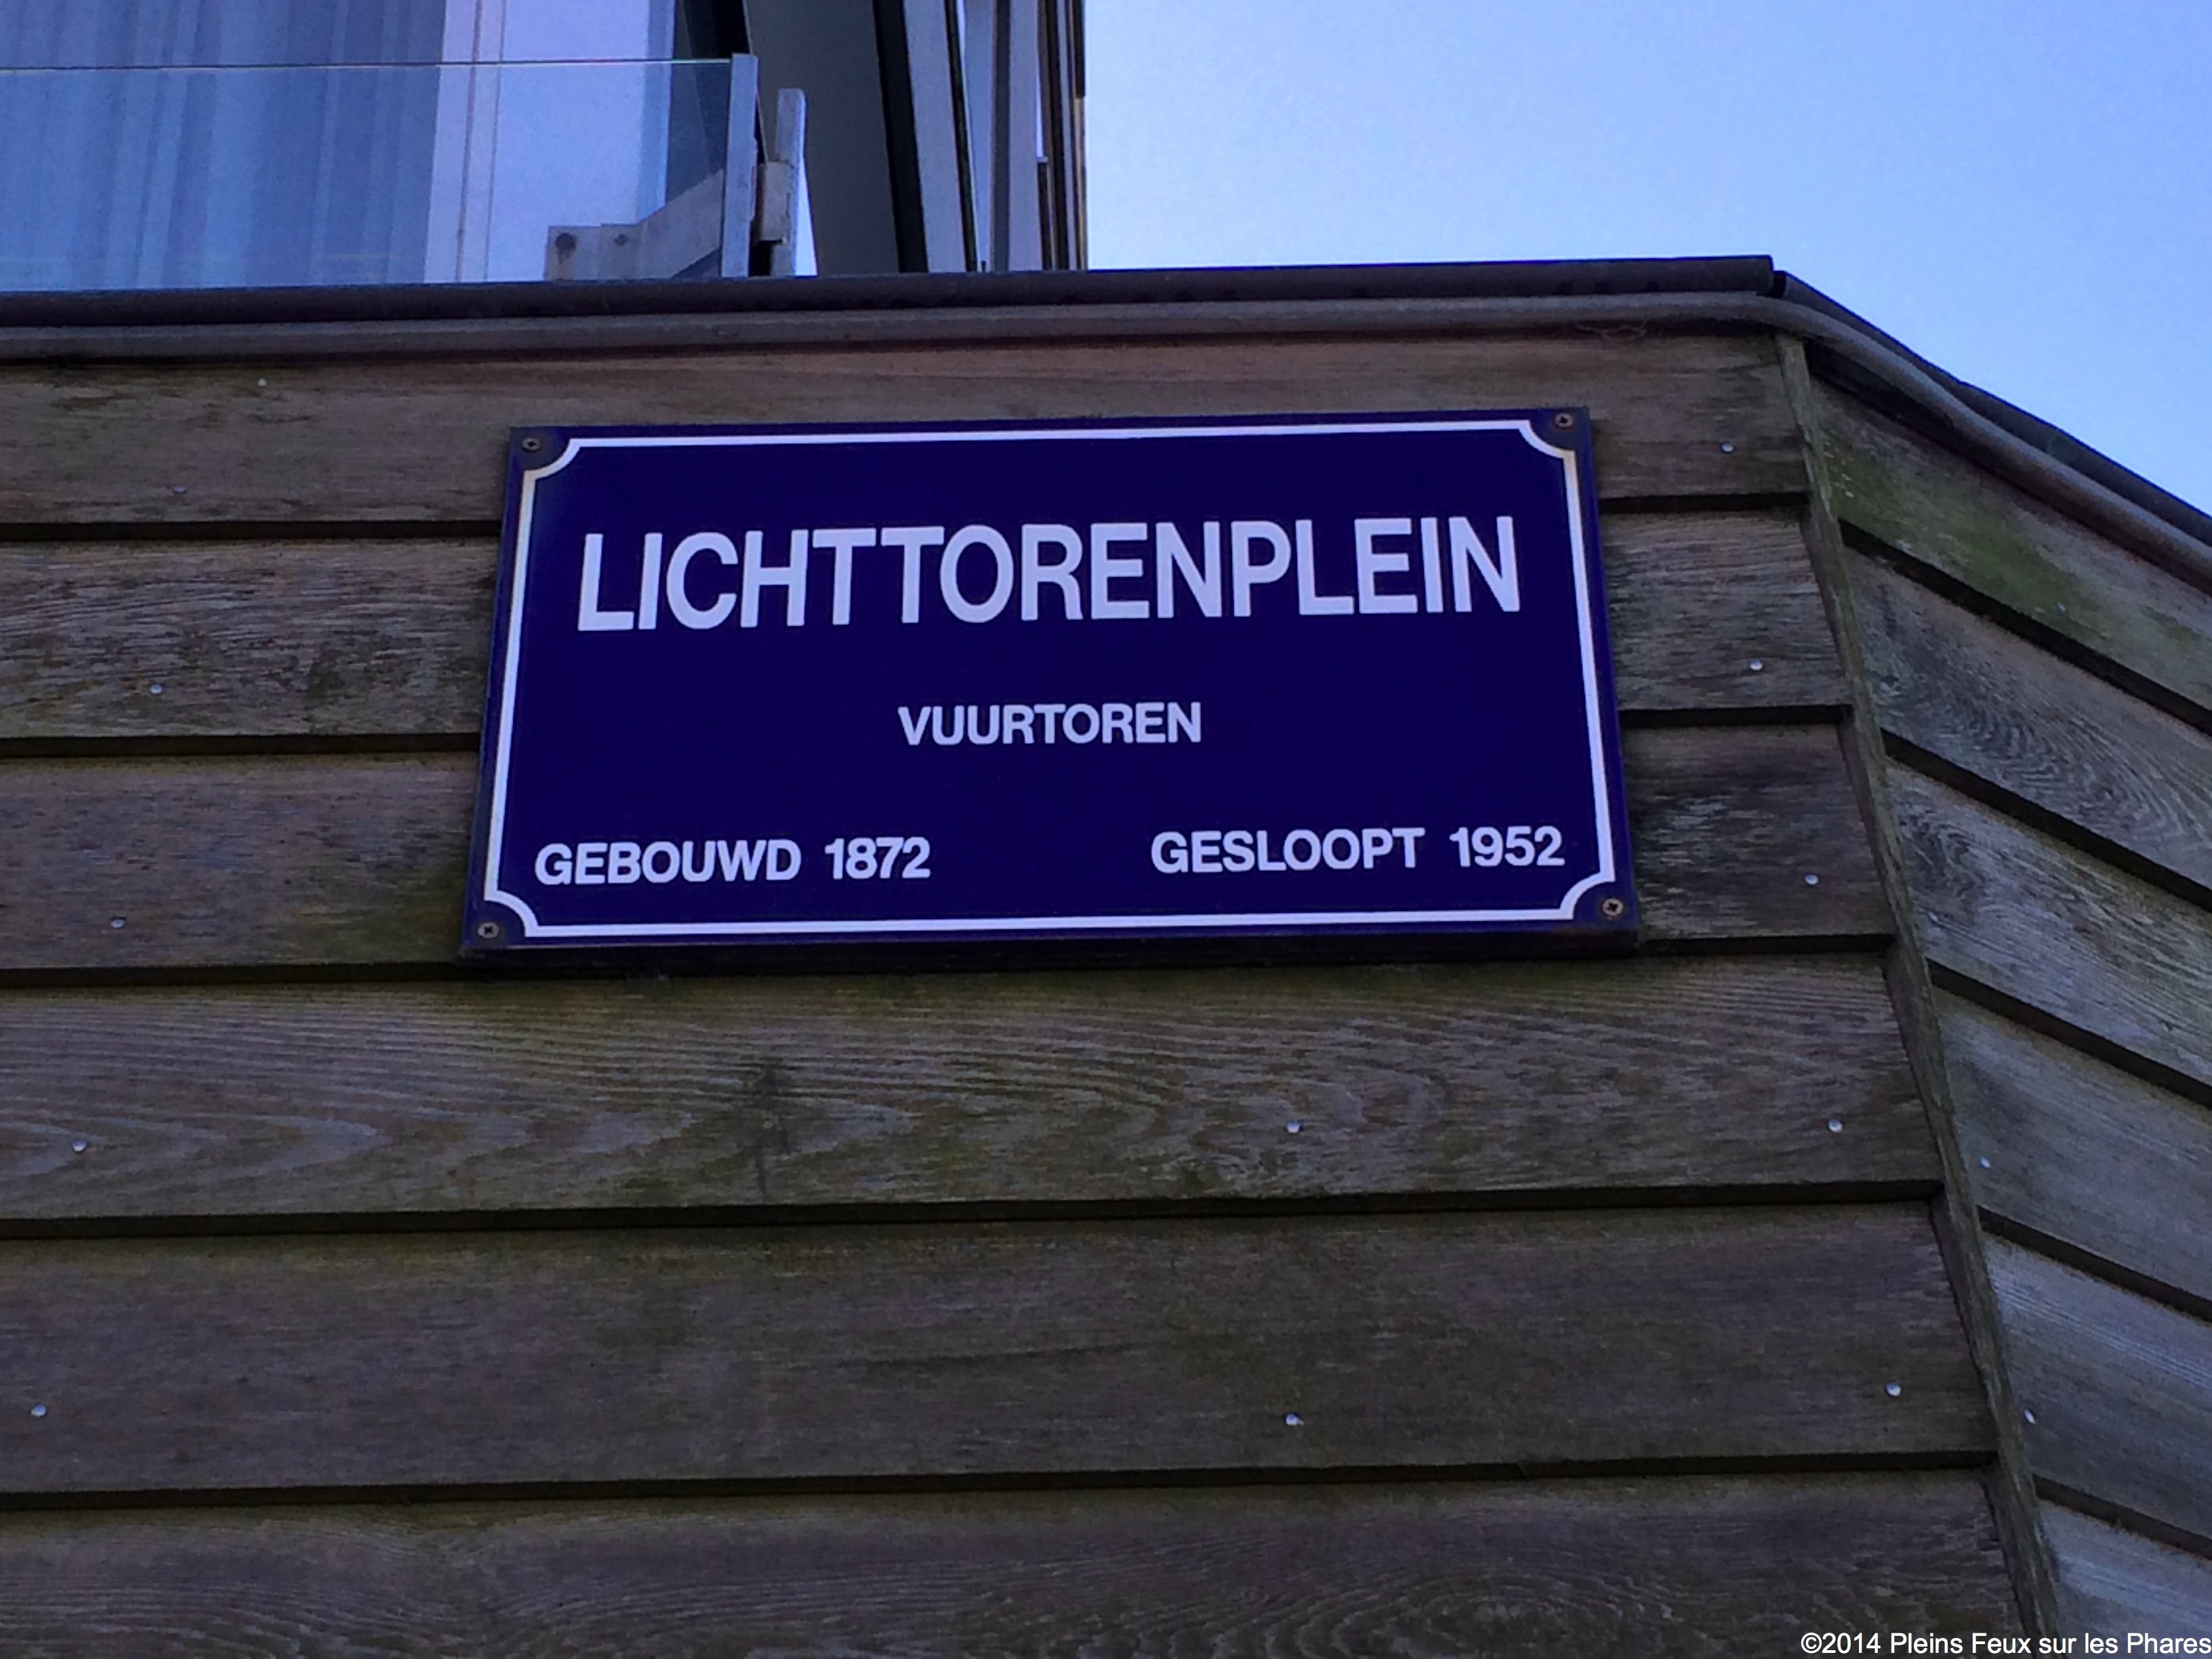 LICHTTORENPLEIN
VUURTOREN
GEBOUWD 1872 GESLOOPT 1952
©2014 Pleins Feux sur les Phares